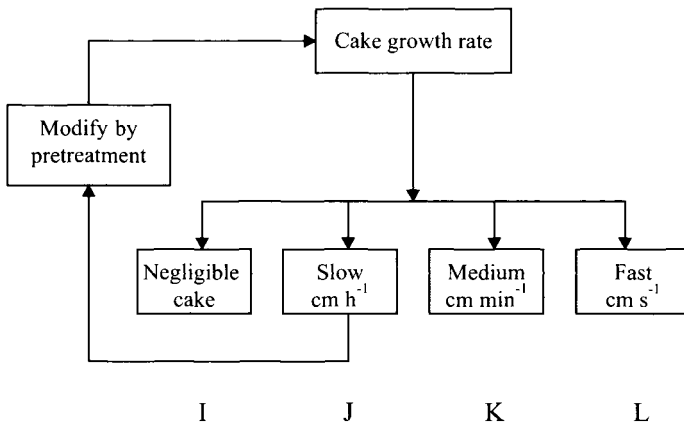 Cake growth rate
Modify by
pretreatment
Negligible
cake
Slow
cm h⁻¹
Medium
cm min⁻¹
Fast
cm s⁻¹
I J K L